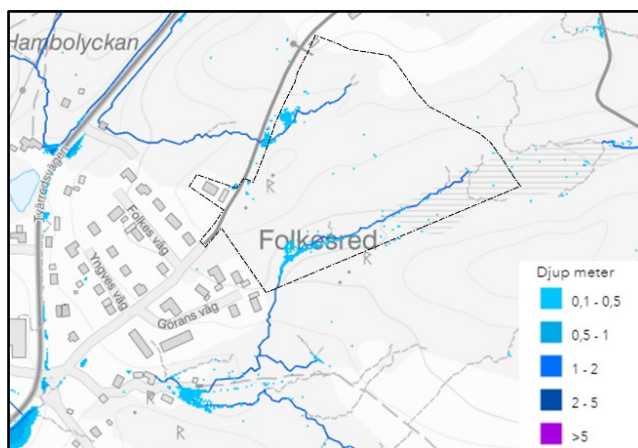 Hambolyckan
Tvärredsvägen
Folkes väg
Yngves väg
Görans väg
Folkesred
R
R
R
R
R
Djup meter
0,1 - 0,5
0,5 - 1
1 - 2
2 - 5
>5